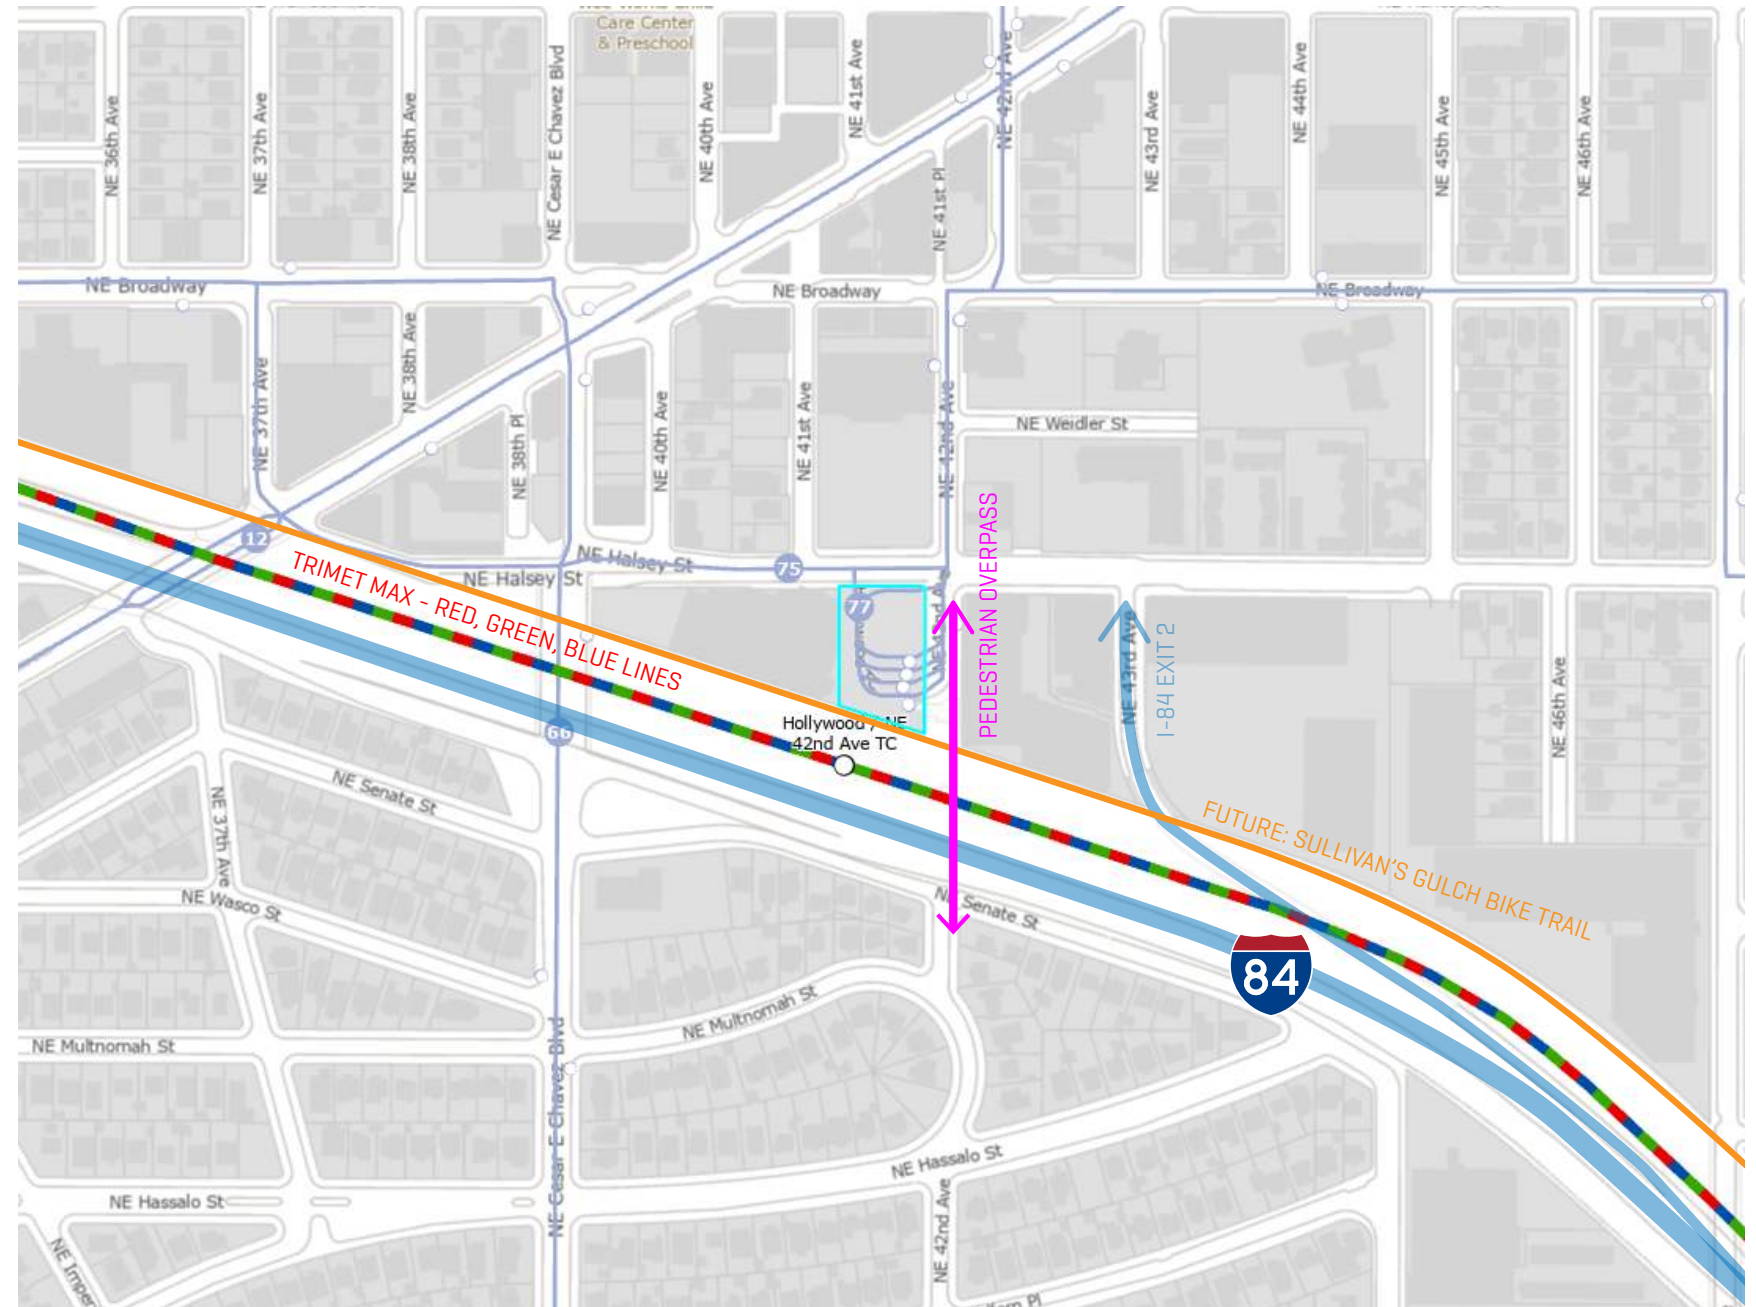 Care Center
& Preschool
NE 36th Ave
NE 37th Ave
NE 38th Ave
NE Cesar E Chavez Blvd
NE 40th Ave
NE 41st Ave
NE 42nd Ave
NE 41st Pl
NE 43rd Ave
NE 44th Ave
NE 45th Ave
NE 46th Ave
NE Broadway
NE Broadway
NE Broadway
NE 37th Ave
NE 38th Ave
NE 38th Pl
NE 40th Ave
NE 41st Ave
NE 42nd Ave
NE Weidler St
12
NE Halsey St
NE Halsey St
75
77
NE 42nd Ave
PEDESTRIAN OVERPASS
NE 43rd Ave
I-84 EXIT 2
NE 46th Ave
TRIMET MAX - RED, GREEN, BLUE LINES
66
Hollywood / NE
42nd Ave TC
FUTURE: SULLIVAN'S GULCH BIKE TRAIL
NE Senate St
NE 37th Ave
NE Wasco St
NE Senate St
84
NE Multnomah St
NE Multnomah St
NE Cesar E Chavez Blvd
NE Hassalo St
NE Hassalo St
NE 42nd Ave